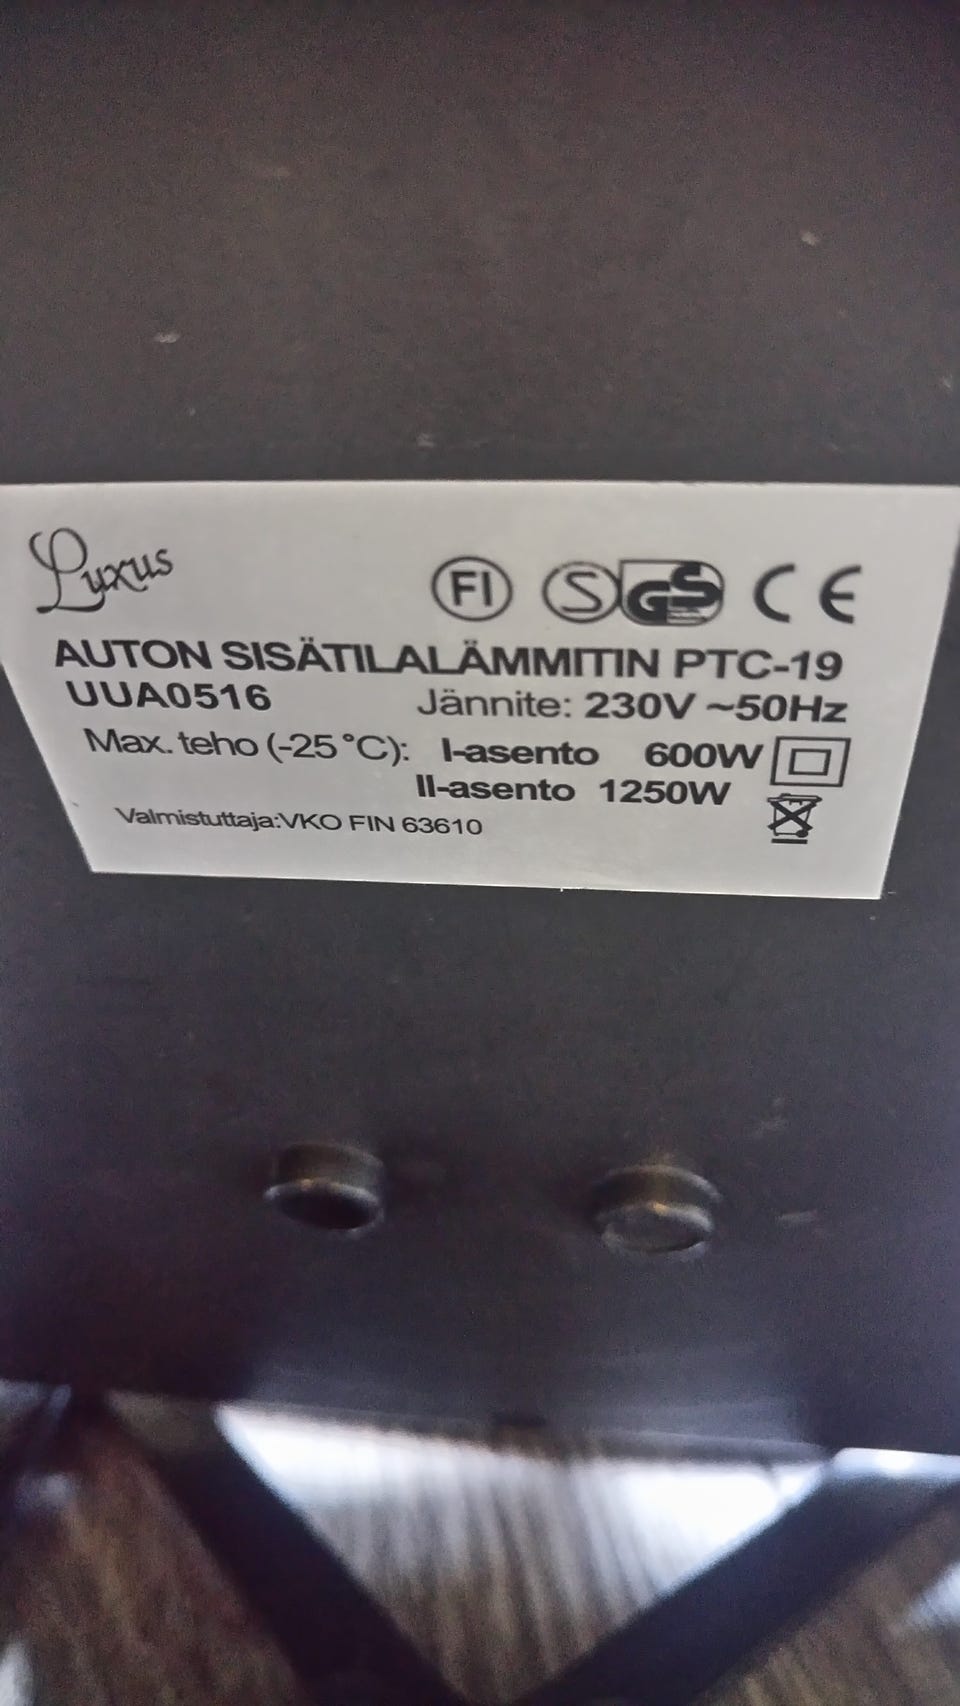 Luxus
FI S GS CE
AUTON SISÄTILALÄMMITIN PTC-19
UUA0516 Jännite: 230V ~50Hz
Max. teho (-25°C): I-asento 600W
II-asento 1250W
Valmistuttaja:VKO FIN 63610